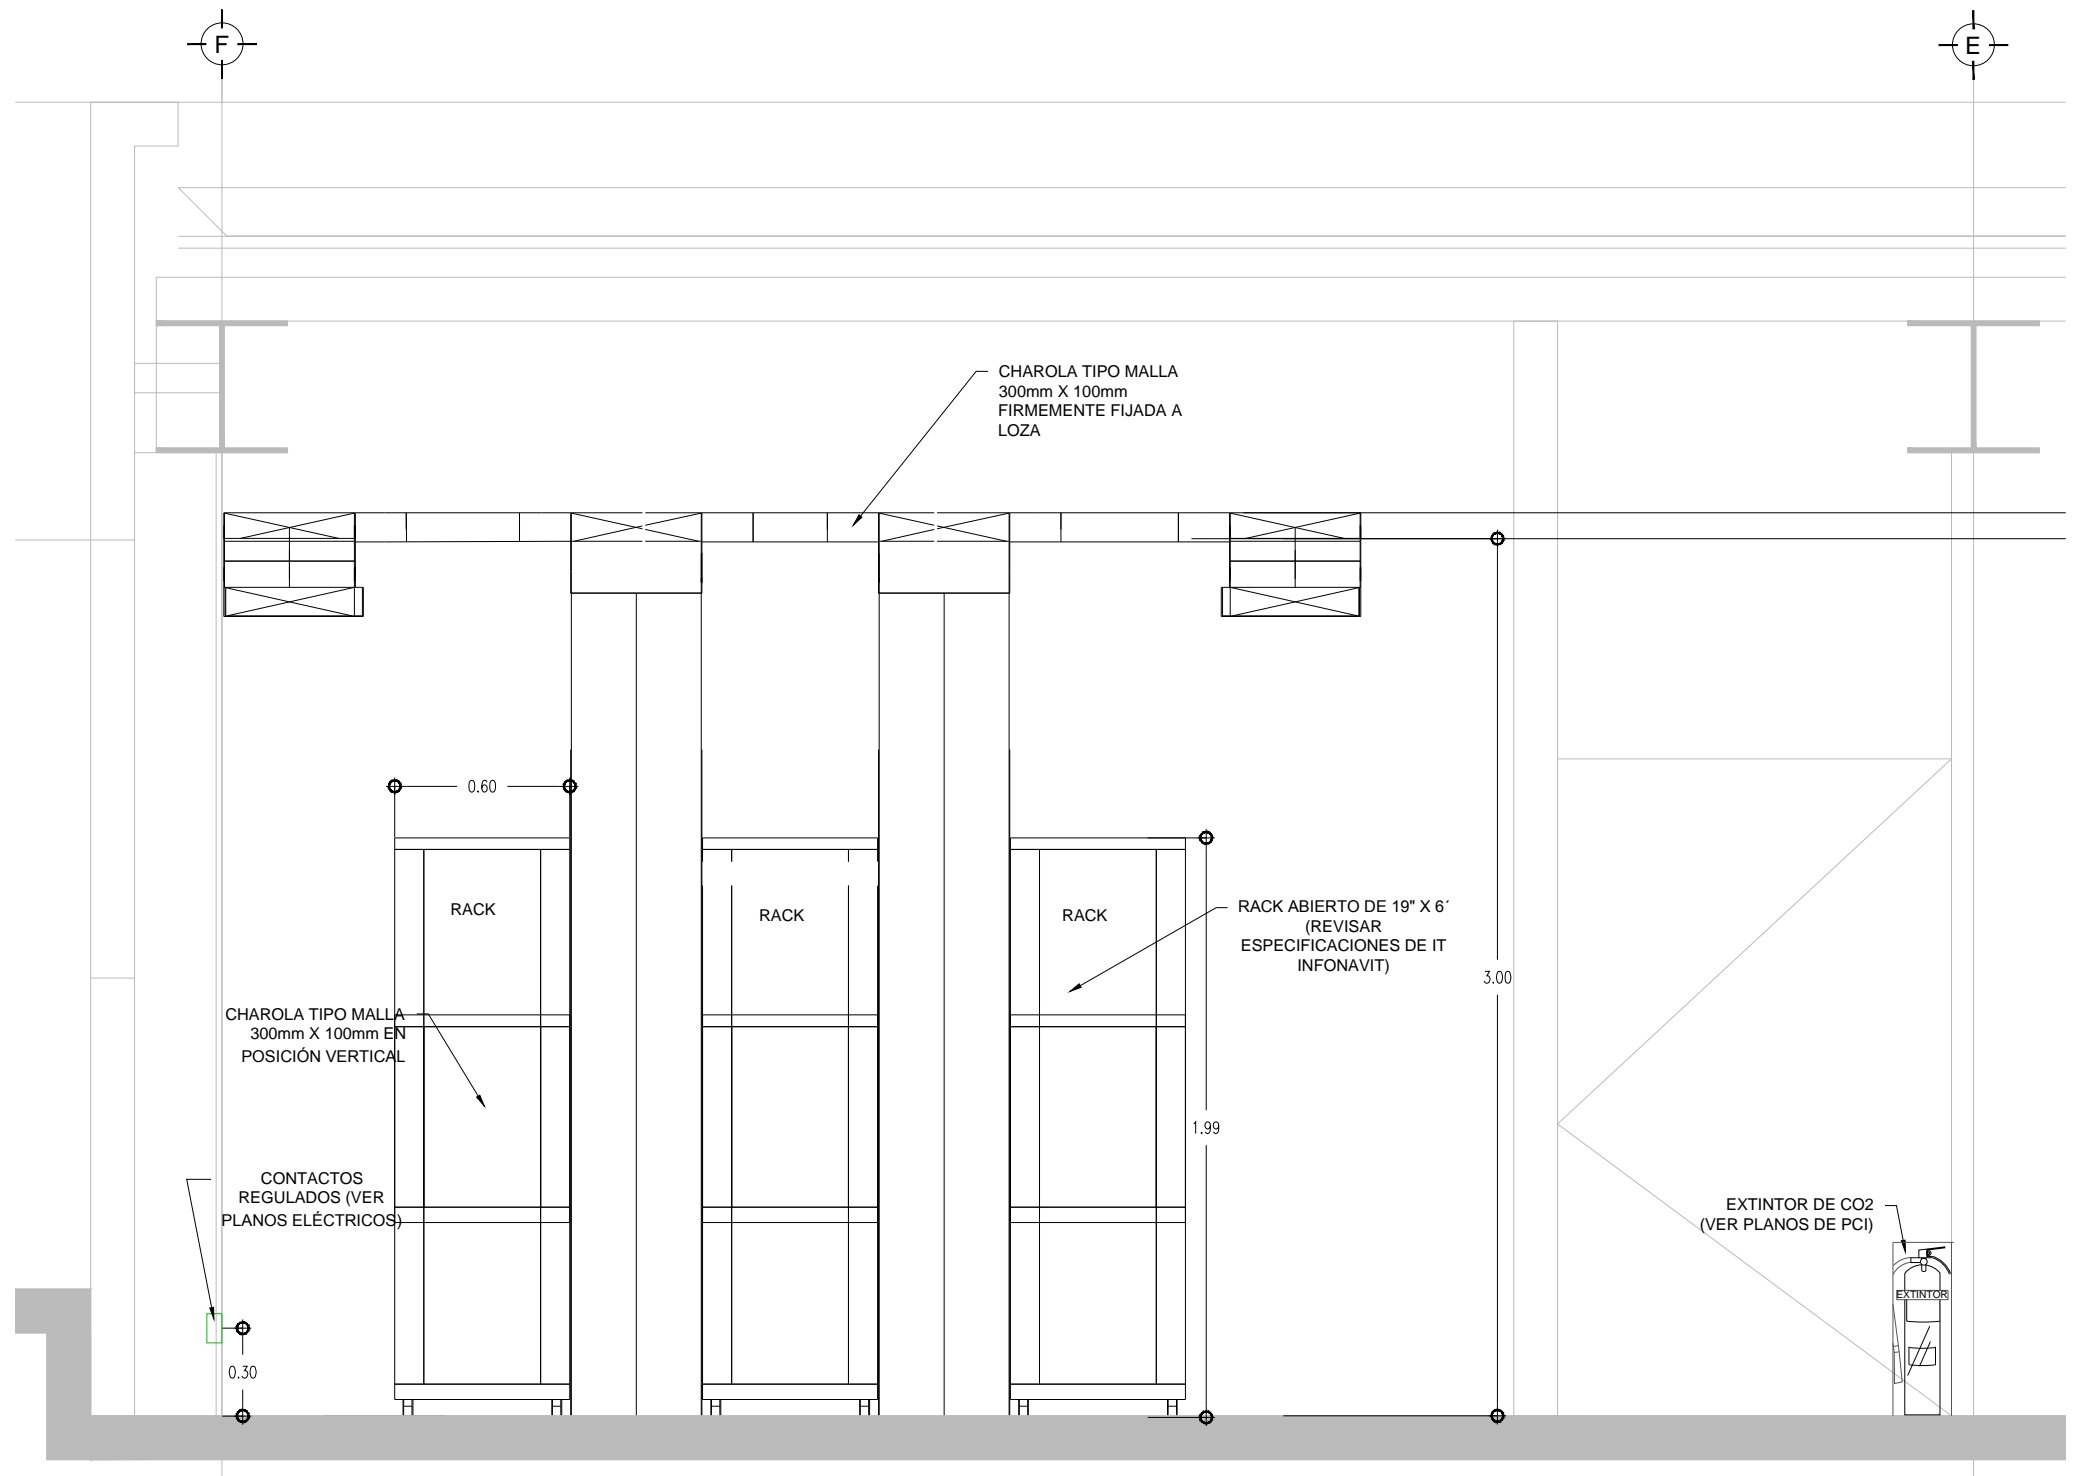 F
E
CHAROLA TIPO MALLA
300mm X 100mm
FIRMEMENTE FIJADA A
LOZA
0.60
RACK
RACK
RACK
RACK ABIERTO DE 19" X 6´
(REVISAR
ESPECIFICACIONES DE IT
INFONAVIT)
3.00
CHAROLA TIPO MALLA
300mm X 100mm EN
POSICIÓN VERTICAL
1.99
CONTACTOS
REGULADOS (VER
PLANOS ELÉCTRICOS)
EXTINTOR DE CO2
(VER PLANOS DE PCI)
EXTINTOR
0.30